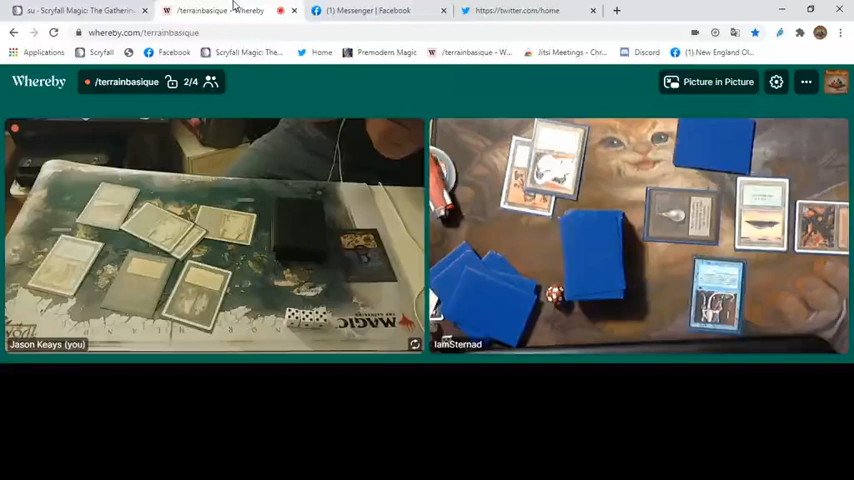 su - Scryfall Magic: The Gatherin
/terrainbasique - Whereby
(1) Messenger | Facebook
https://twitter.com/home
whereby.com/terrainbasique
Applications
Scryfall
Facebook
Scryfall Magic: The...
Home
Premodern Magic
/terrainbasique - W...
Jitsi Meetings - Chr...
Discord
(1) New England Ol...
Whereby
/terrainbasique
2/4
Picture in Picture
MAGIC
Jason Keays (you)
IamSternad